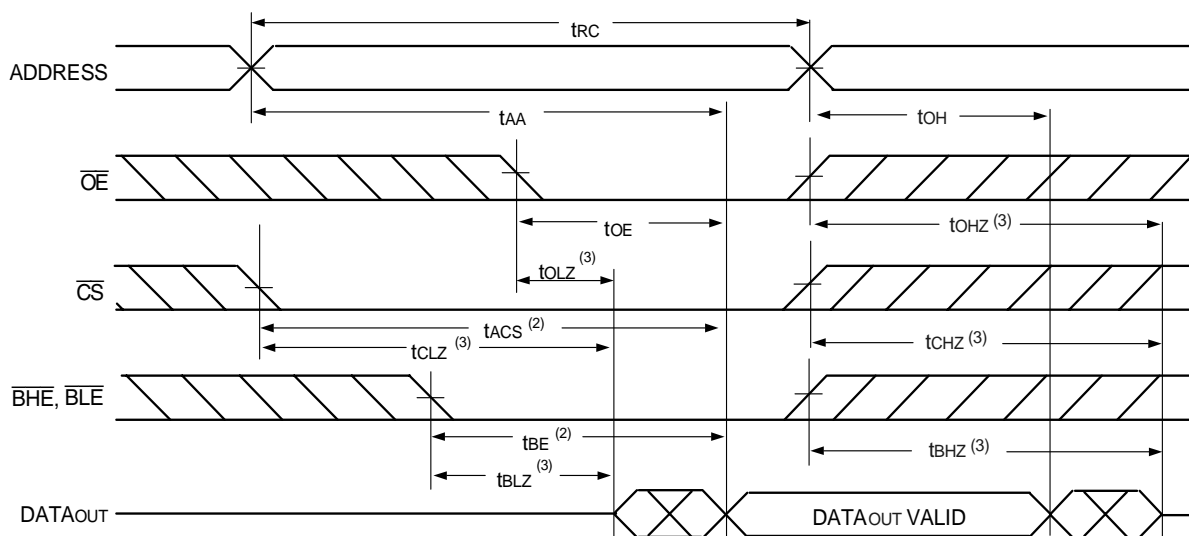 tRC
ADDRESS
tAA
tOH
OE
tOE
tOHZ (3)
tOLZ (3)
CS
tACS (2)
tCLZ (3)
tCHZ (3)
BHE, BLE
tBE (2)
tBHZ (3)
tBLZ (3)
DATAOUT
DATAOUT VALID